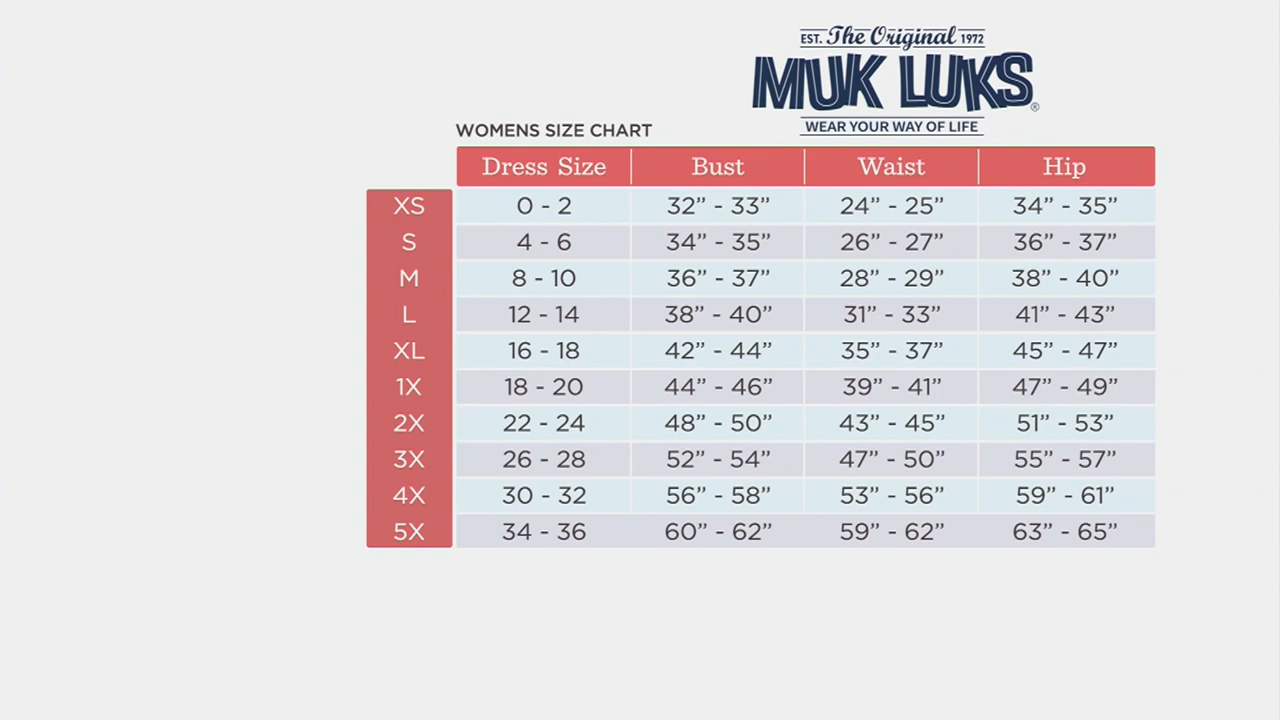 EST. The Original 1972
MUK LUKS®
WEAR YOUR WAY OF LIFE
WOMENS SIZE CHART
Dress Size Bust Waist Hip
XS 0 - 2 32” - 33” 24” - 25” 34” - 35”
S 4 - 6 34” - 35” 26” - 27” 36” - 37”
M 8 - 10 36” - 37” 28” - 29” 38” - 40”
L 12 - 14 38” - 40” 31” - 33” 41” - 43”
XL 16 - 18 42” - 44” 35” - 37” 45” - 47”
1X 18 - 20 44” - 46” 39” - 41” 47” - 49”
2X 22 - 24 48” - 50” 43” - 45” 51” - 53”
3X 26 - 28 52” - 54” 47” - 50” 55” - 57”
4X 30 - 32 56” - 58” 53” - 56” 59” - 61”
5X 34 - 36 60” - 62” 59” - 62” 63” - 65”